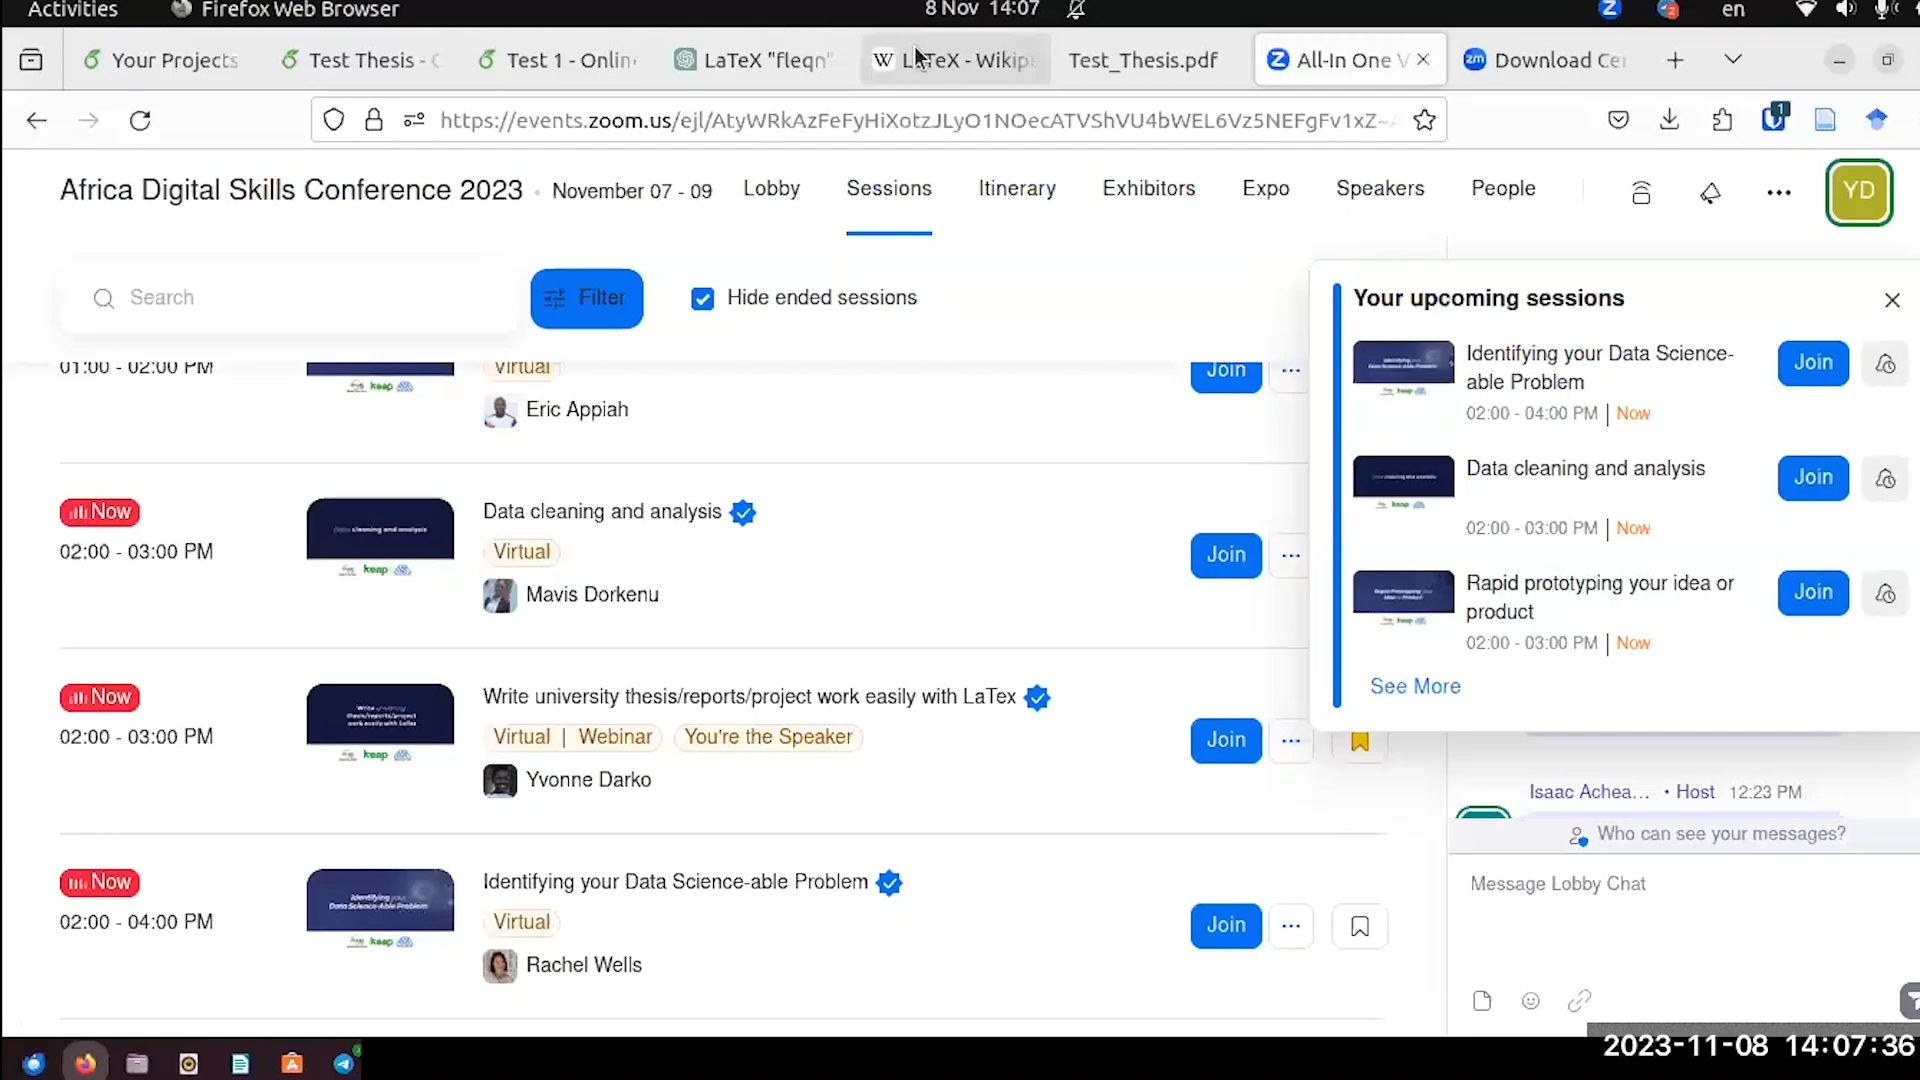 Activities
Firefox Web Browser
8 Nov 14:07
en
Your Projects
Test Thesis - O
Test 1 - Onlin
LaTeX "fleqn"
LaTeX - Wikipe
Test_Thesis.pdf
All-In One V
Download Ce
https://events.zoom.us/ejl/AtyWRkAzFeFyHiXotzJLyO1NOecATVShVU4bWEL6Vz5NEFgFv1xZ~
1
Africa Digital Skills Conference 2023 • November 07 - 09
Lobby
Sessions
Itinerary
Exhibitors
Expo
Speakers
People
YD
Search
Filter
Hide ended sessions
01:00 - 02:00 PM
Virtual
Eric Appiah
Join
Now
02:00 - 03:00 PM
Data cleaning and analysis
Virtual
Mavis Dorkenu
Join
Now
02:00 - 03:00 PM
Write university thesis/reports/project work easily with LaTex
Virtual | Webinar
You're the Speaker
Yvonne Darko
Join
Now
02:00 - 04:00 PM
Identifying your Data Science-able Problem
Virtual
Rachel Wells
Join
Your upcoming sessions
Identifying your Data Science-
able Problem
02:00 - 04:00 PM | Now
Join
Data cleaning and analysis
02:00 - 03:00 PM | Now
Join
Rapid prototyping your idea or
product
02:00 - 03:00 PM | Now
Join
See More
Isaac Achea... • Host 12:23 PM
Who can see your messages?
Message Lobby Chat
2023-11-08 14:07:36